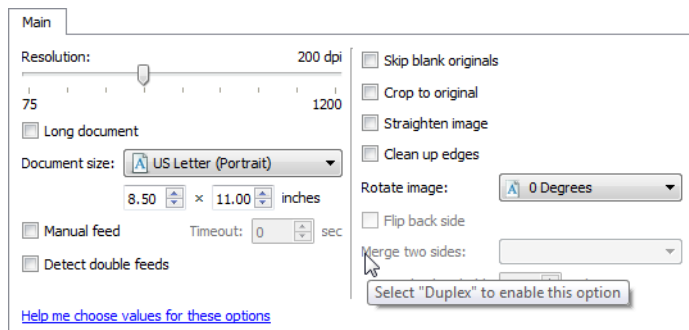 Main
Resolution: 200 dpi
75 1200
Long document
Document size: US Letter (Portrait)
8.50 × 11.00 inches
Manual feed Timeout: 0 sec
Detect double feeds
Help me choose values for these options
Skip blank originals
Crop to original
Straighten image
Clean up edges
Rotate image: 0 Degrees
Flip back side
Merge two sides:
Select "Duplex" to enable this option